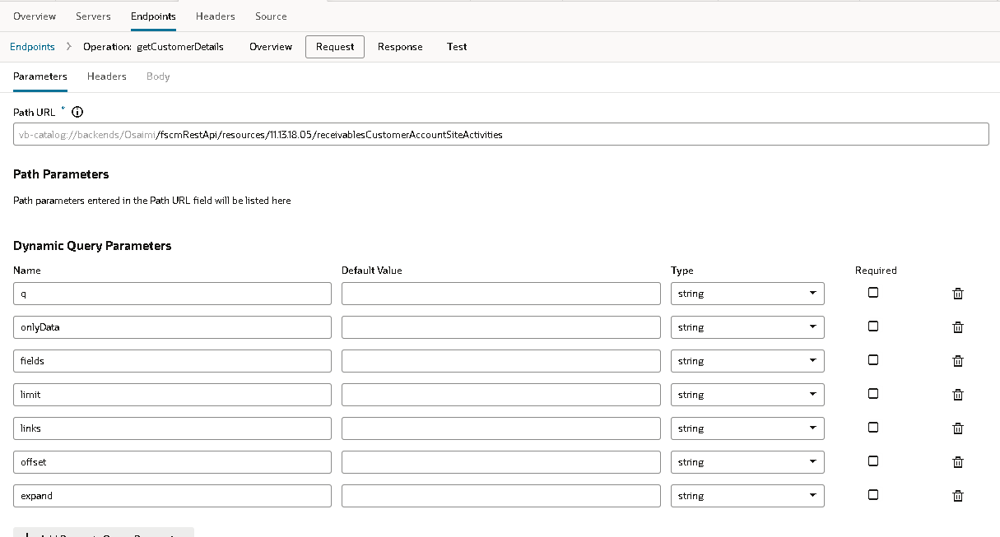 Overview Servers Endpoints Headers Source
Endpoints > Operation: getCustomerDetails Overview Request Response Test
Parameters Headers Body
Path URL *
vb-catalog://backends/Osaimi/fscmRestApi/resources/11.13.18.05/receivablesCustomerAccountSiteActivities
Path Parameters
Path parameters entered in the Path URL field will be listed here
Dynamic Query Parameters
Name Default Value Type Required
q string
onlyData string
fields string
limit string
links string
offset string
expand string